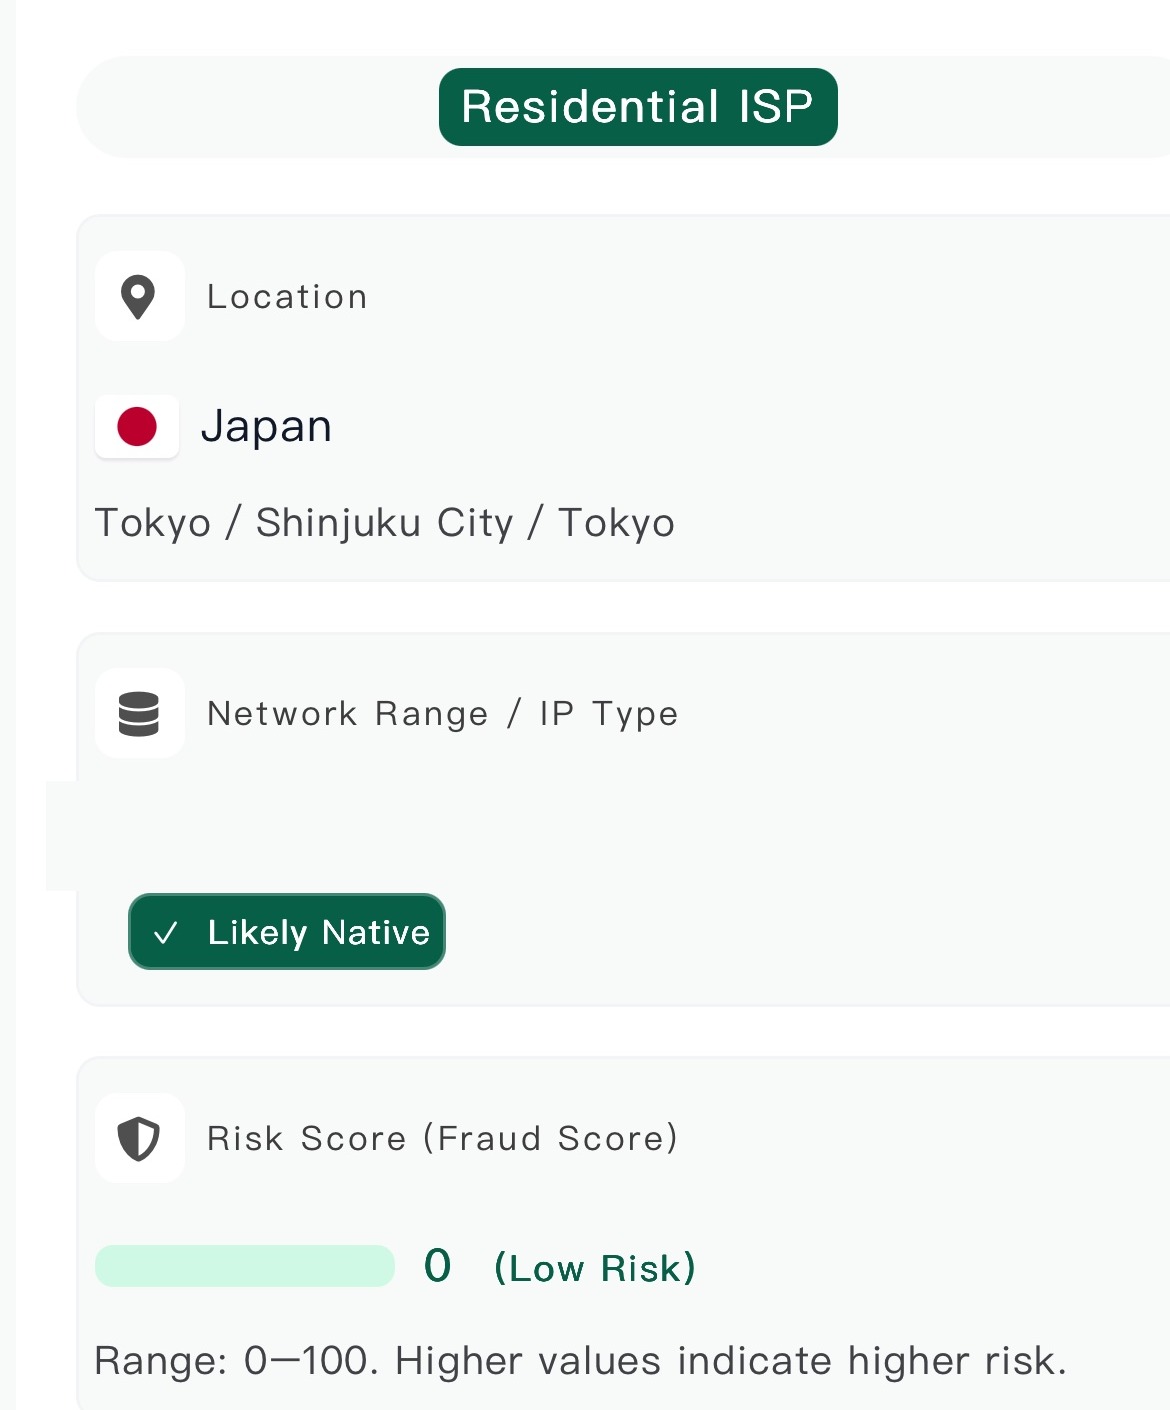 Residential ISP
Location
Japan
Tokyo / Shinjuku City / Tokyo
Network Range / IP Type
✓ Likely Native
Risk Score (Fraud Score)
0 (Low Risk)
Range: 0—100. Higher values indicate higher risk.